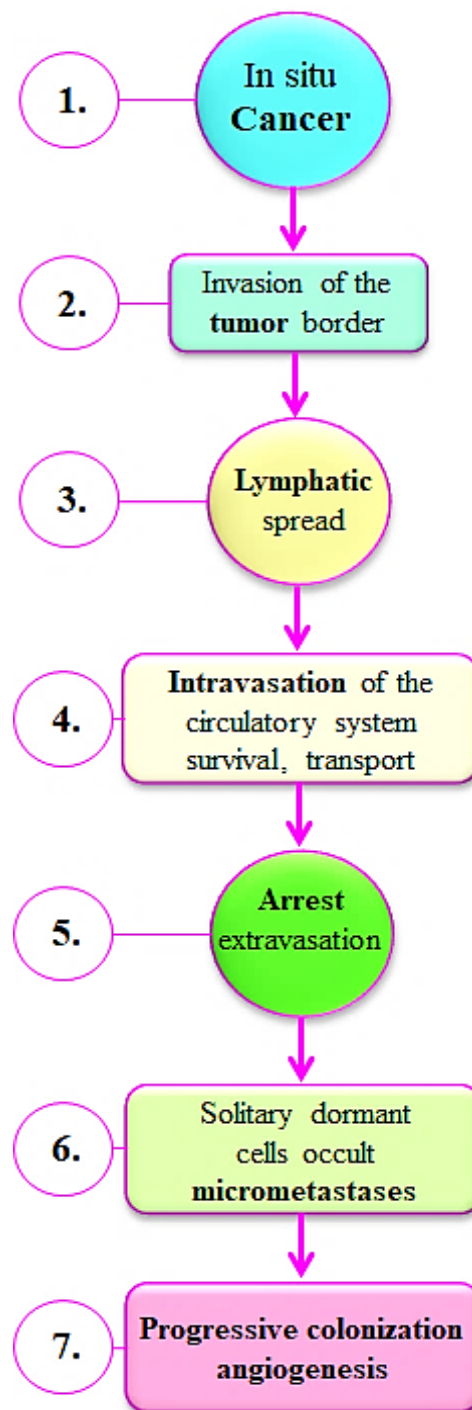 1.
In situ
Cancer
2.
Invasion of the
tumor border
3.
Lymphatic
spread
4.
Intravasation of the
circulatory system
survival, transport
5.
Arrest
extravasation
6.
Solitary dormant
cells occult
micrometastases
7.
Progressive colonization
angiogenesis